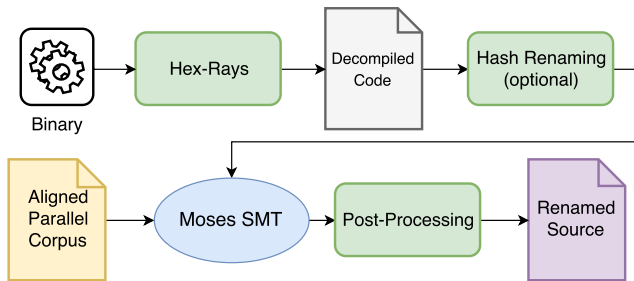 Binary
Hex-Rays
Decompiled
Code
Hash Renaming
(optional)
Aligned
Parallel
Corpus
Moses SMT
Post-Processing
Renamed
Source